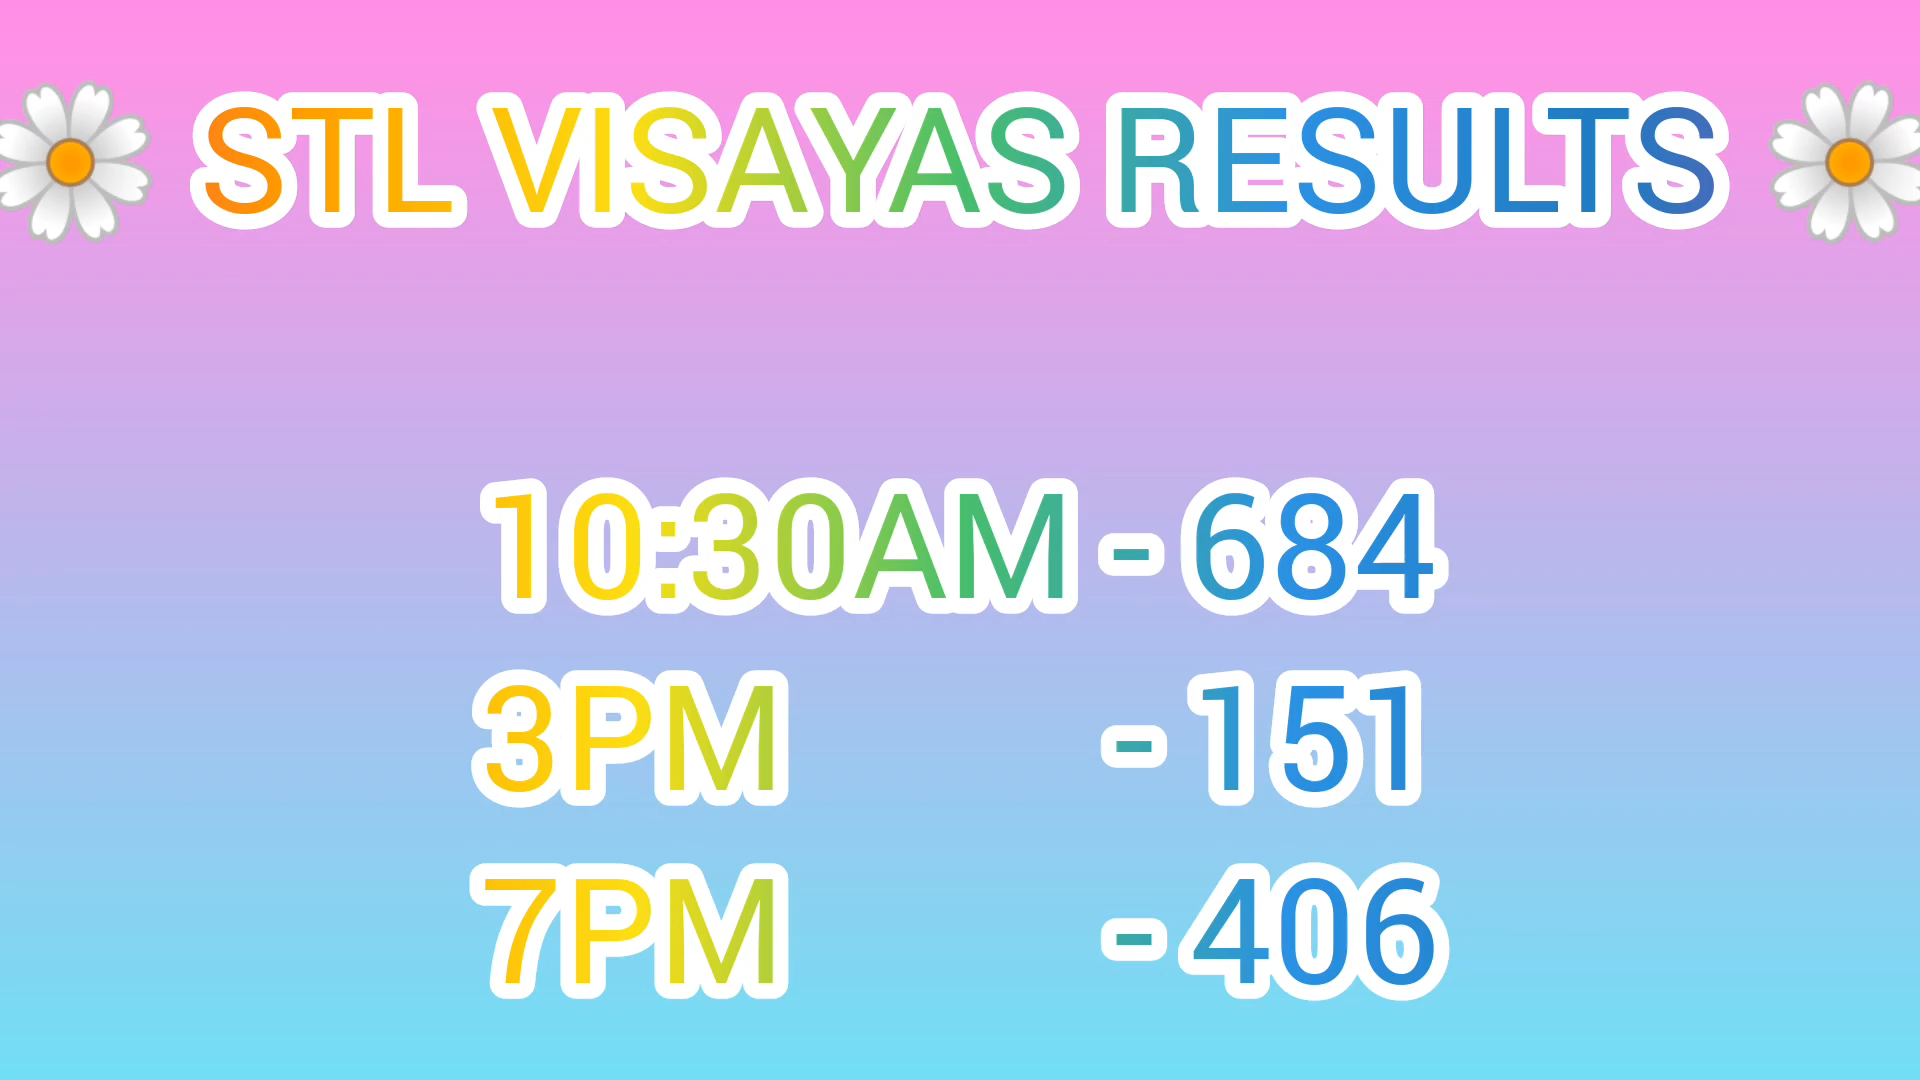 STL VISAYAS RESULTS
10:30AM - 684
3PM - 151
7PM - 406